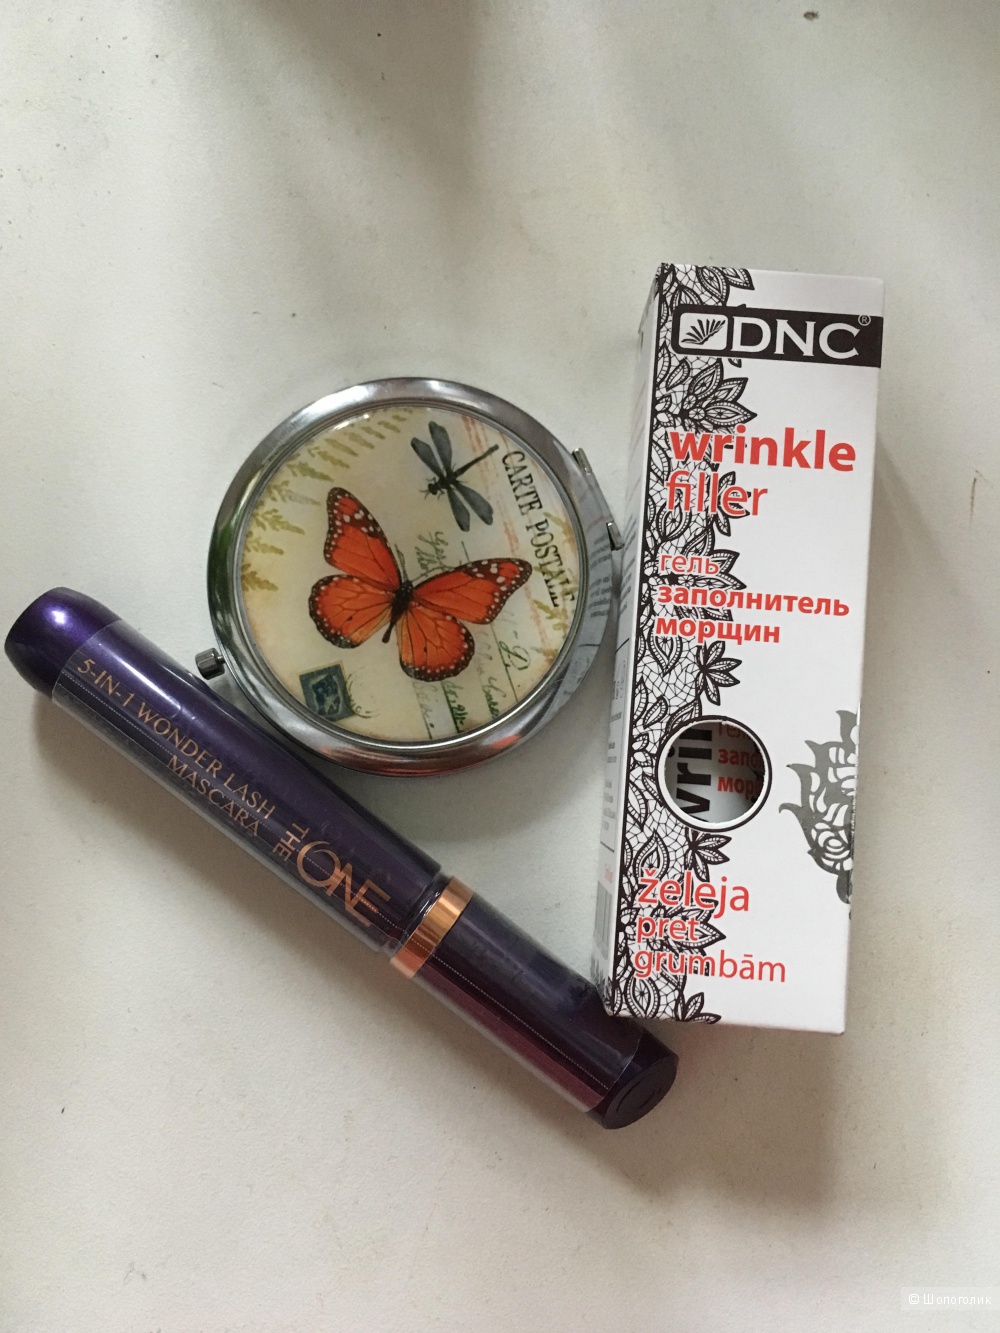 DNC®
wrinkle
filler
гель
заполнитель
морщин
želeja
pret
grumbām
CARTE POSTALE
5-IN-1 WONDER LASH
MASCARA
THE
ONE
© Шопоголик